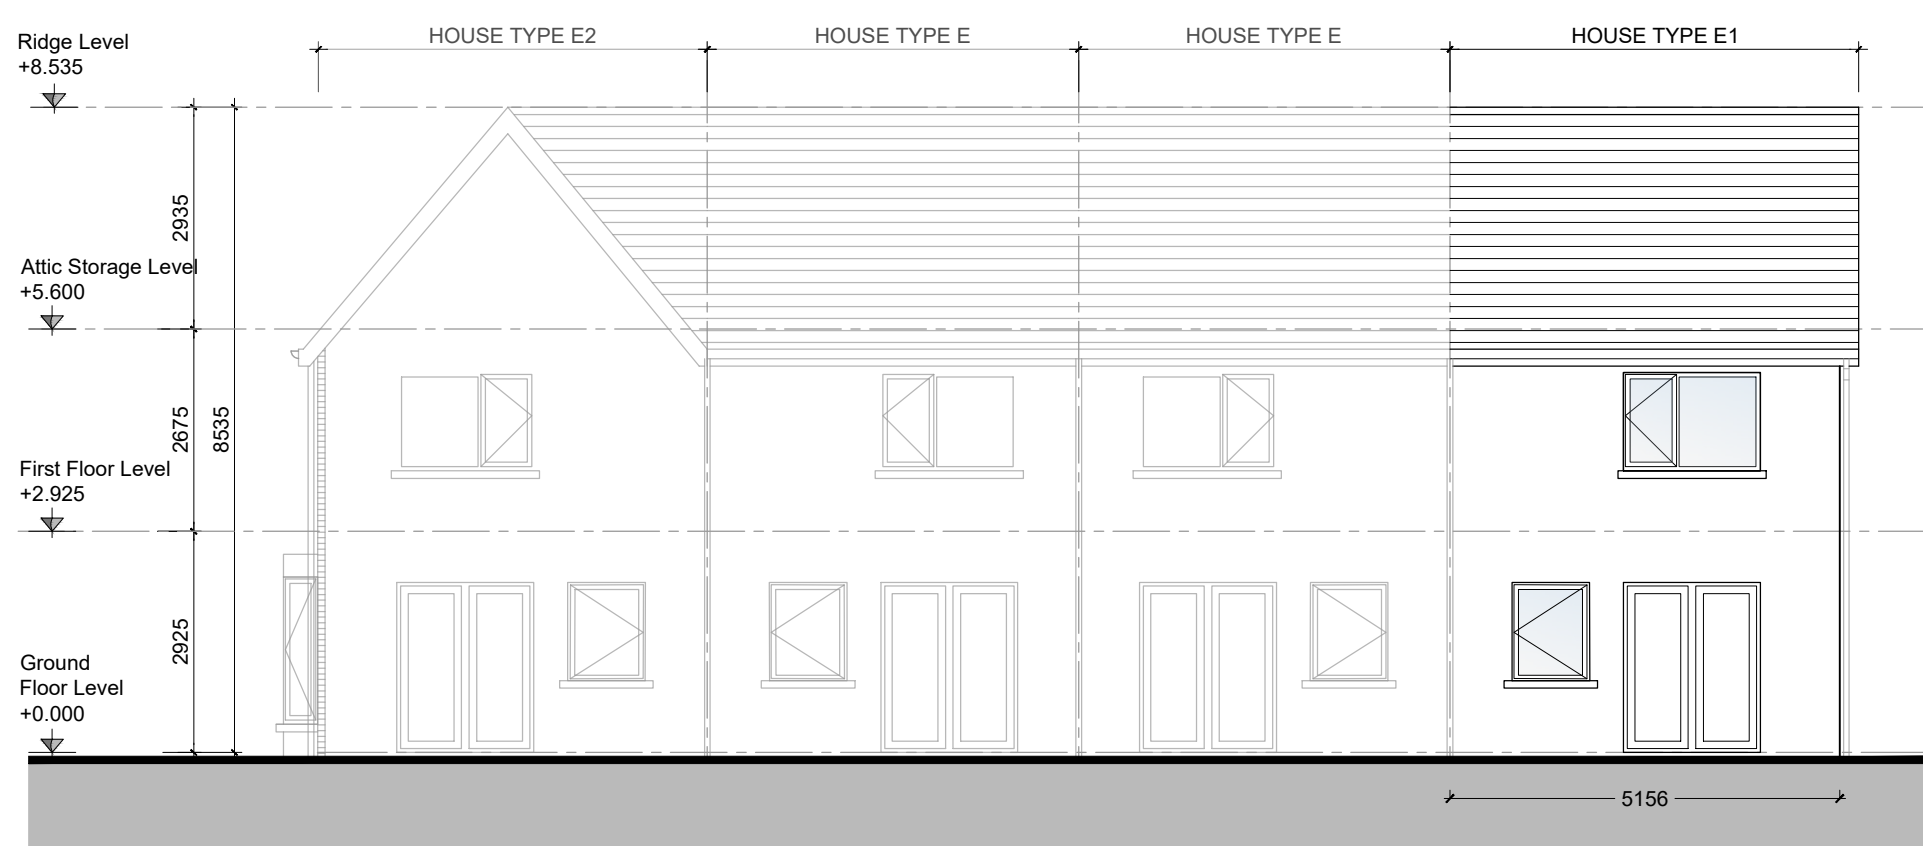 HOUSE TYPE E2
HOUSE TYPE E
HOUSE TYPE E
HOUSE TYPE E1
Ridge Level
+8.535
2935
Attic Storage Level
+5.600
2675
8535
First Floor Level
+2.925
2925
Ground
Floor Level
+0.000
5156